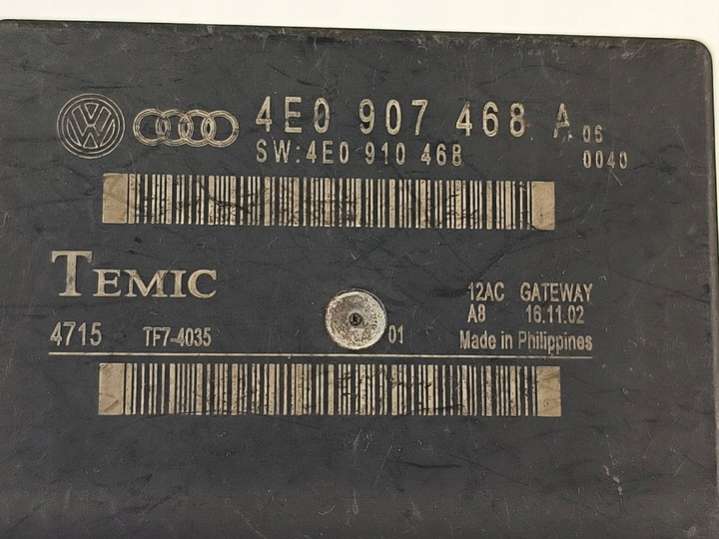 4E0 907 468 A 06
SW:4E0 910 468 0040
TEMIC
12AC GATEWAY
A8 16.11.02
4715 TF7-4035 01 Made in Philippines